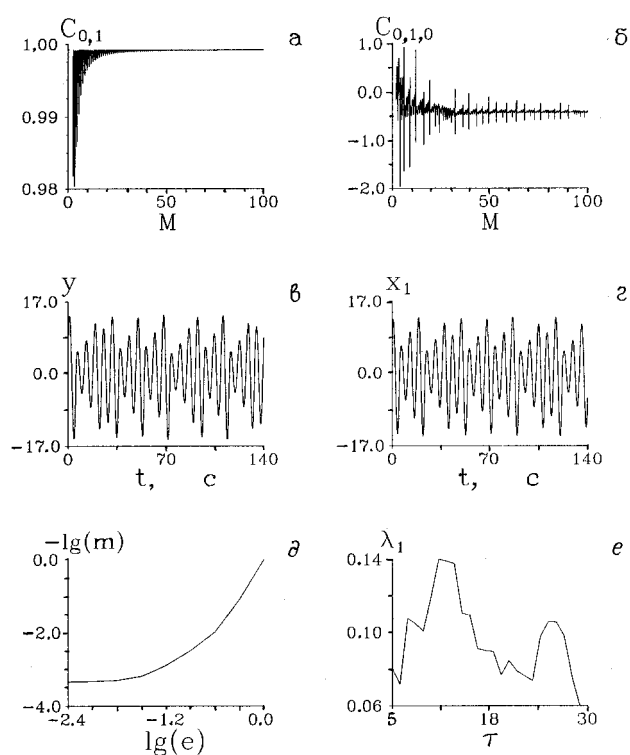 C₀,₁ а
1,00
0.99
0.98
0 50 100
M
C₀,₁,₀ б
1.0
0.0
−1.0
−2.0
0 50 100
M
y в
17.0
0.0
−17.0
0 70 140
t, c
x₁ г
17.0
0.0
−17.0
0 70 140
t, c
−lg(m) д
0.0
−2.0
−4.0
−2.4 −1.2 0.0
lg(e)
λ₁ е
0.14
0.10
0.06
5 18 30
τ